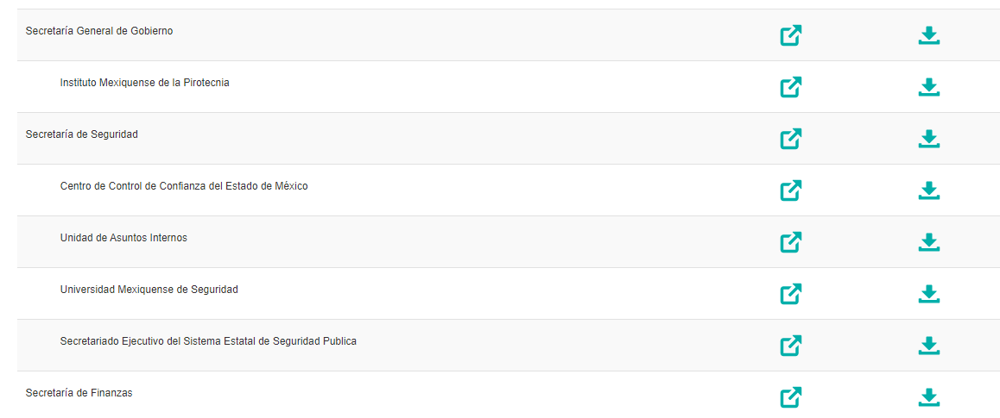 Secretaría General de Gobierno
Instituto Mexiquense de la Pirotecnia
Secretaría de Seguridad
Centro de Control de Confianza del Estado de México
Unidad de Asuntos Internos
Universidad Mexiquense de Seguridad
Secretariado Ejecutivo del Sistema Estatal de Seguridad Publica
Secretaría de Finanzas